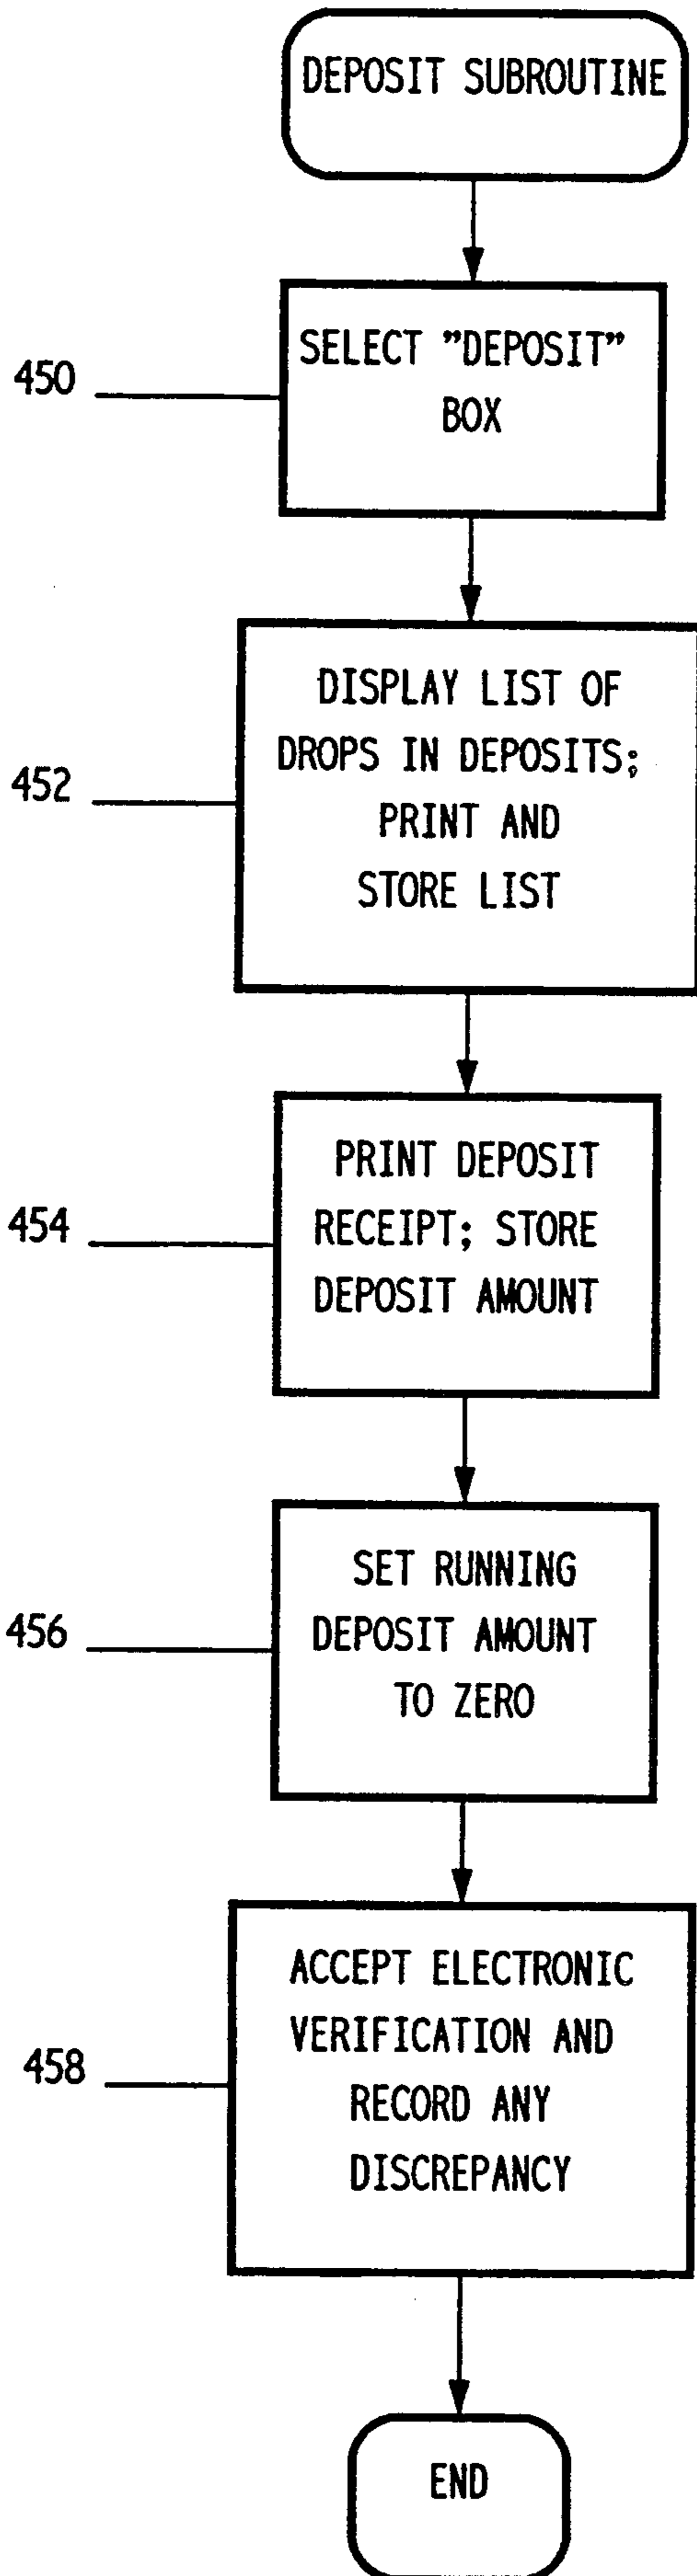 DEPOSIT SUBROUTINE
450
SELECT "DEPOSIT"
BOX
452
DISPLAY LIST OF
DROPS IN DEPOSITS;
PRINT AND
STORE LIST
454
PRINT DEPOSIT
RECEIPT; STORE
DEPOSIT AMOUNT
456
SET RUNNING
DEPOSIT AMOUNT
TO ZERO
458
ACCEPT ELECTRONIC
VERIFICATION AND
RECORD ANY
DISCREPANCY
END